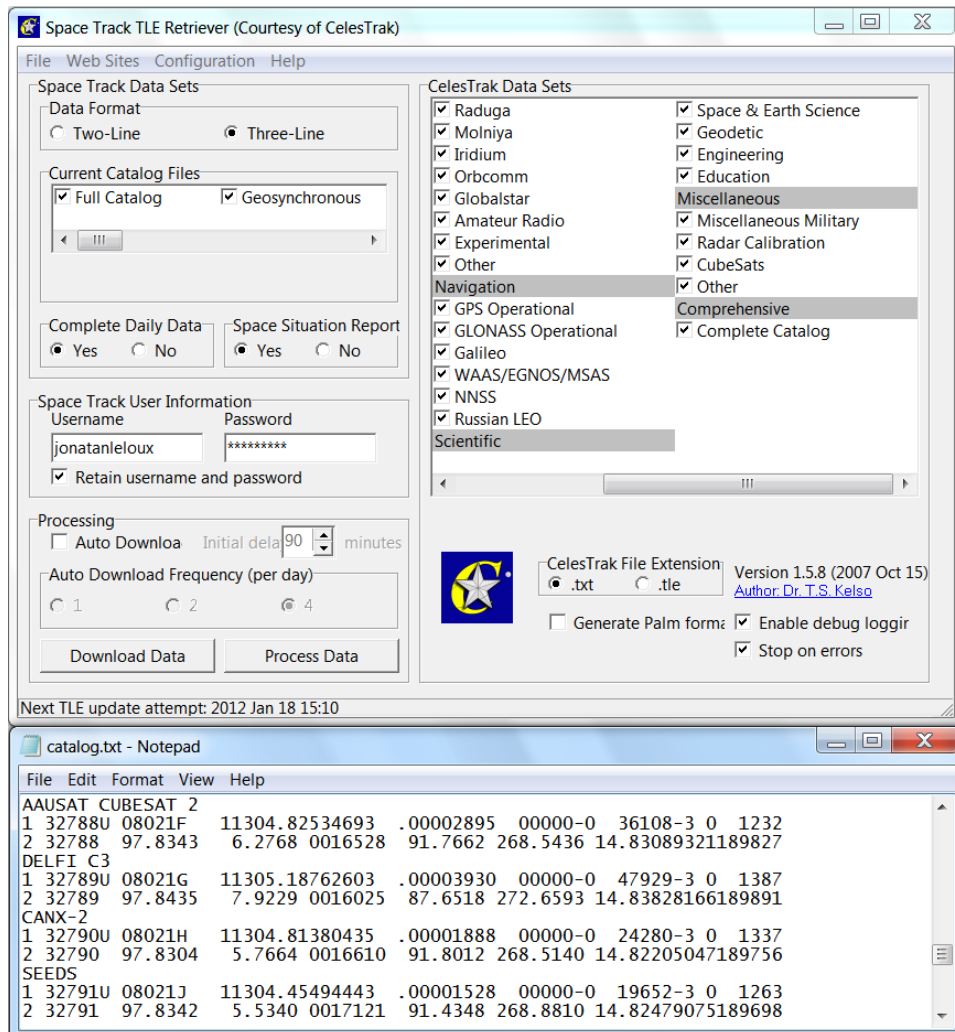 Space Track TLE Retriever (Courtesy of CelesTrak)
File Web Sites Configuration Help
Space Track Data Sets
Data Format
Two-Line Three-Line
Current Catalog Files
Full Catalog Geosynchronous
Complete Daily Data Space Situation Report
Yes No Yes No
Space Track User Information
Username Password
jonatanleloux *********
Retain username and password
Processing
Auto Downloa Initial dela 90 minutes
Auto Download Frequency (per day)
1 2 4
Download Data Process Data
CelesTrak Data Sets
Raduga
Molniya
Iridium
Orbcomm
Globalstar
Amateur Radio
Experimental
Other
Navigation
GPS Operational
GLONASS Operational
Galileo
WAAS/EGNOS/MSAS
NNSS
Russian LEO
Scientific
Space & Earth Science
Geodetic
Engineering
Education
Miscellaneous
Miscellaneous Military
Radar Calibration
CubeSats
Other
Comprehensive
Complete Catalog
CelesTrak File Extension
.txt .tle
Version 1.5.8 (2007 Oct 15)
Author: Dr. T.S. Kelso
Generate Palm forma Enable debug loggir
Stop on errors
Next TLE update attempt: 2012 Jan 18 15:10
catalog.txt - Notepad
File Edit Format View Help
AAUSAT CUBESAT 2
1 32788U 08021F   11304.82534693  .00002895  00000-0  36108-3 0  1232
2 32788  97.8343   6.2768 0016528  91.7662 268.5436 14.83089321189827
DELFI C3
1 32789U 08021G   11305.18762603  .00003930  00000-0  47929-3 0  1387
2 32789  97.8435   7.9229 0016025  87.6518 272.6593 14.83828166189891
CANX-2
1 32790U 08021H   11304.81380435  .00001888  00000-0  24280-3 0  1337
2 32790  97.8304   5.7664 0016610  91.8012 268.5140 14.82205047189756
SEEDS
1 32791U 08021J   11304.45494443  .00001528  00000-0  19652-3 0  1263
2 32791  97.8342   5.5340 0017121  91.4348 268.8810 14.82479075189698